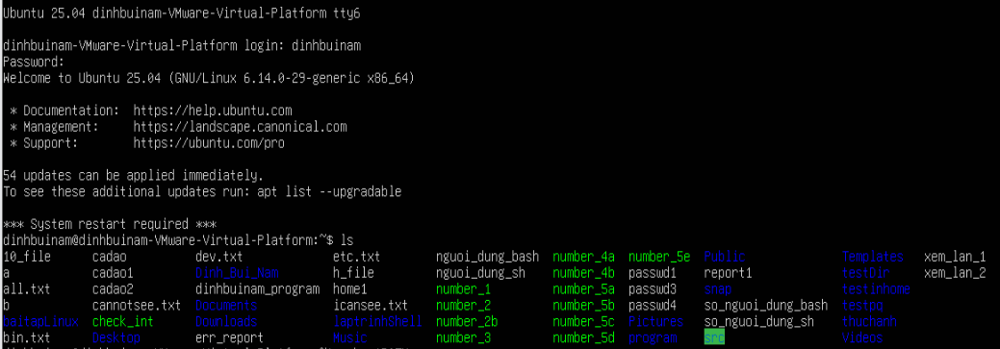 Ubuntu 25.04 dinhbuinam-VMware-Virtual-Platform tty6
dinhbuinam-VMware-Virtual-Platform login: dinhbuinam
Password:
Welcome to Ubuntu 25.04 (GNU/Linux 6.14.0-29-generic x86_64)
* Documentation: https://help.ubuntu.com
* Management: https://landscape.canonical.com
* Support: https://ubuntu.com/pro
54 updates can be applied immediately.
To see these additional updates run: apt list --upgradable
*** System restart required ***
dinhbuinam@dinhbuinam-VMware-Virtual-Platform:~$ ls
10_file cadao dev.txt etc.txt nguoi_dung_bash number_4a number_5e Public Templates xem_lan_1
a cadao1 Dinh_Bui_Nam h_file nguoi_dung_sh number_4b passwd1 report1 testDir xem_lan_2
all.txt cadao2 dinhbuinam_program home1 number_1 number_5a passwd3 snap testinhome
b cannotsee.txt Documents icansee.txt number_2 number_5b passwd4 so_nguoi_dung_bash testpq
baitapLinux check_int Downloads laptrinhShell number_2b number_5c Pictures so_nguoi_dung_sh thuchanh
bin.txt Desktop err_report Music number_3 number_5d program src Videos